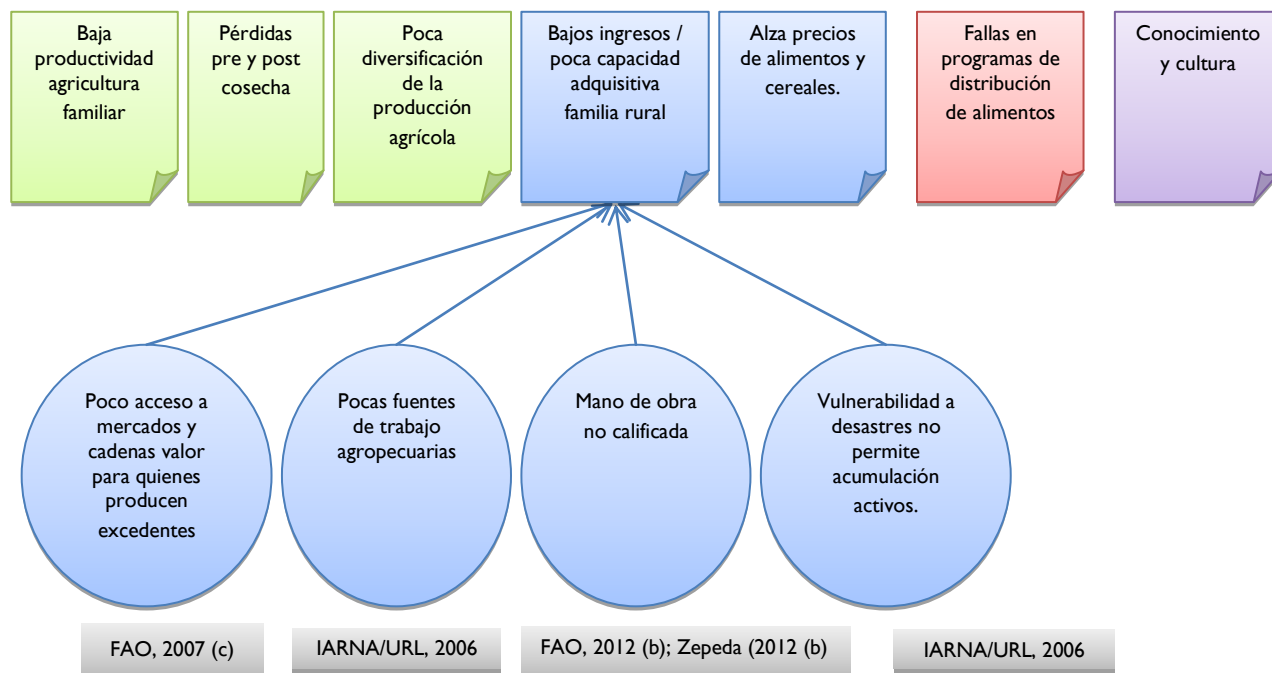 Baja
productividad
agricultura
familiar
Pérdidas
pre y post
cosecha
Poca
diversificación
de la
producción
agrícola
Bajos ingresos /
poca capacidad
adquisitiva
familia rural
Alza precios
de alimentos y
cereales.
Fallas en
programas de
distribución
de alimentos
Conocimiento
y cultura
Poco acceso a
mercados y
cadenas valor
para quienes
producen
excedentes
Pocas fuentes
de trabajo
agropecuarias
Mano de obra
no calificada
Vulnerabilidad a
desastres no
permite
acumulación
activos.
FAO, 2007 (c)
IARNA/URL, 2006
FAO, 2012 (b); Zepeda (2012 (b)
IARNA/URL, 2006